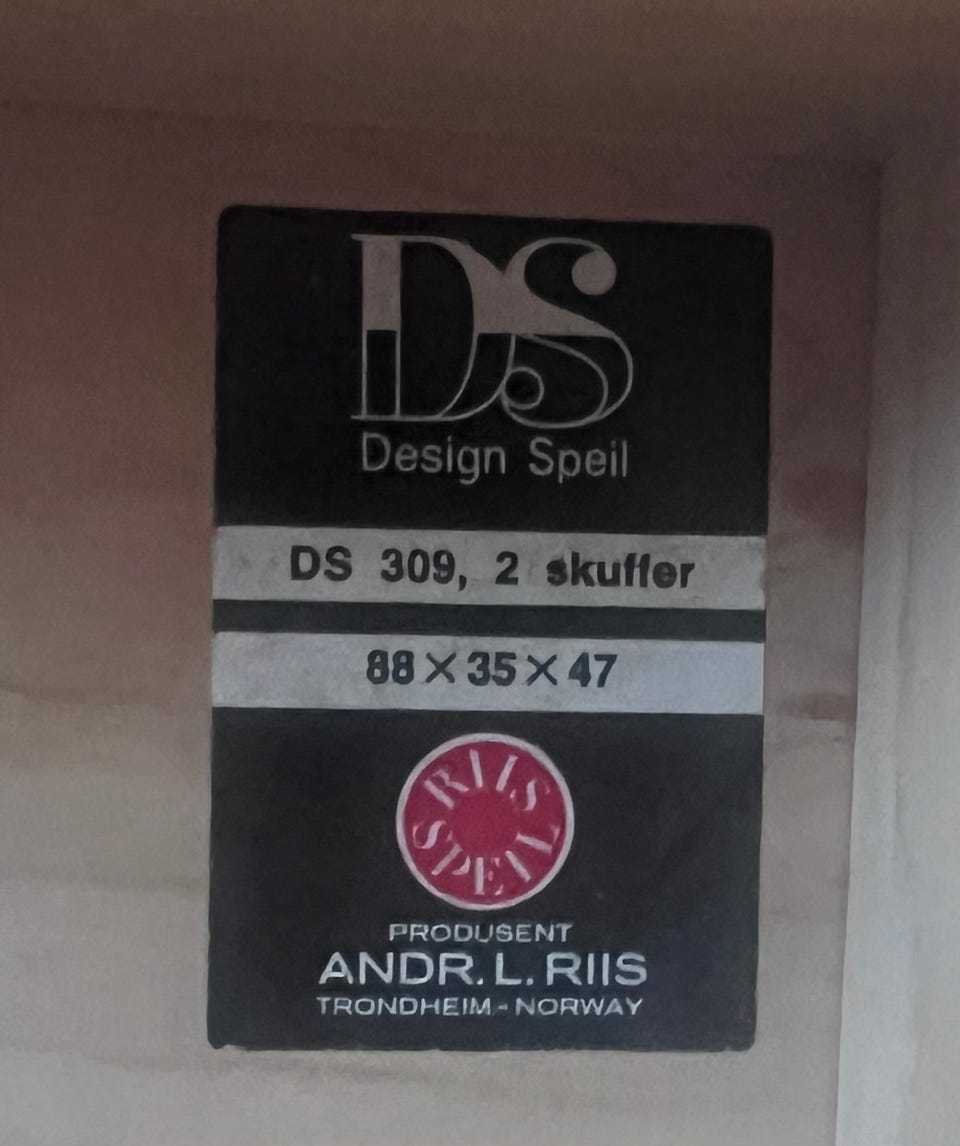 DS
Design Speil
DS 309, 2 skuffer
88 × 35 × 47
RIIS
SPEIL
PRODUSENT
ANDR. L. RIIS
TRONDHEIM - NORWAY